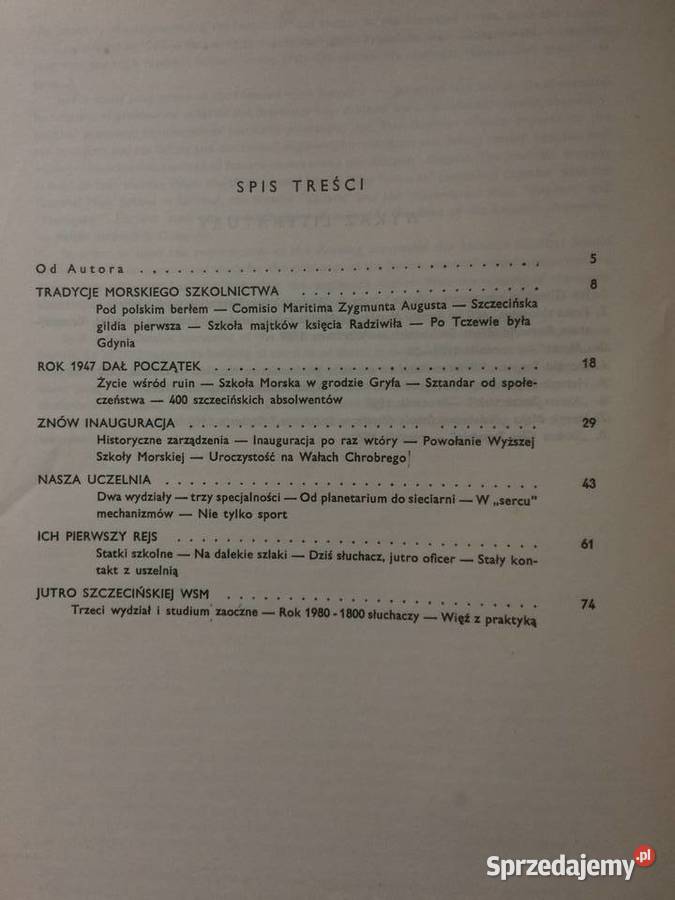 SPIS TREŚCI
Od Autora . . . . . . . . . . . . . . . . . . . . . . . . . . . . . . 5
TRADYCJE MORSKIEGO SZKOLNICTWA . . . . . . . . . . . . . . . . . 8
Pod polskim berłem — Comisio Maritima Zygmunta Augusta — Szczecińska
gildia pierwsza — Szkoła majtków księcia Radziwiła — Po Tczewie była
Gdynia
ROK 1947 DAŁ POCZĄTEK . . . . . . . . . . . . . . . . . . . . . . 18
Życie wśród ruin — Szkoła Morska w grodzie Gryfa — Sztandar od społe-
czeństwa — 400 szczecińskich absolwentów
ZNÓW INAUGURACJA . . . . . . . . . . . . . . . . . . . . . . . 29
Historyczne zarządzenia — Inauguracja po raz wtóry — Powołanie Wyższej
Szkoły Morskiej — Uroczystość na Wałach Chrobrego
NASZA UCZELNIA . . . . . . . . . . . . . . . . . . . . . . . . . 43
Dwa wydziały — trzy specjalności — Od planetarium do sieciarni — W „sercu”
mechanizmów — Nie tylko sport
ICH PIERWSZY REJS . . . . . . . . . . . . . . . . . . . . . . . . 61
Statki szkolne — Na dalekie szlaki — Dziś słuchacz, jutro oficer — Stały kon-
takt z uszelnią
JUTRO SZCZECIŃSKIEJ WSM . . . . . . . . . . . . . . . . . . . . . 74
Trzeci wydział i studium zaoczne — Rok 1980 - 1800 słuchaczy — Więź z praktyką
Sprzedajemy.pl